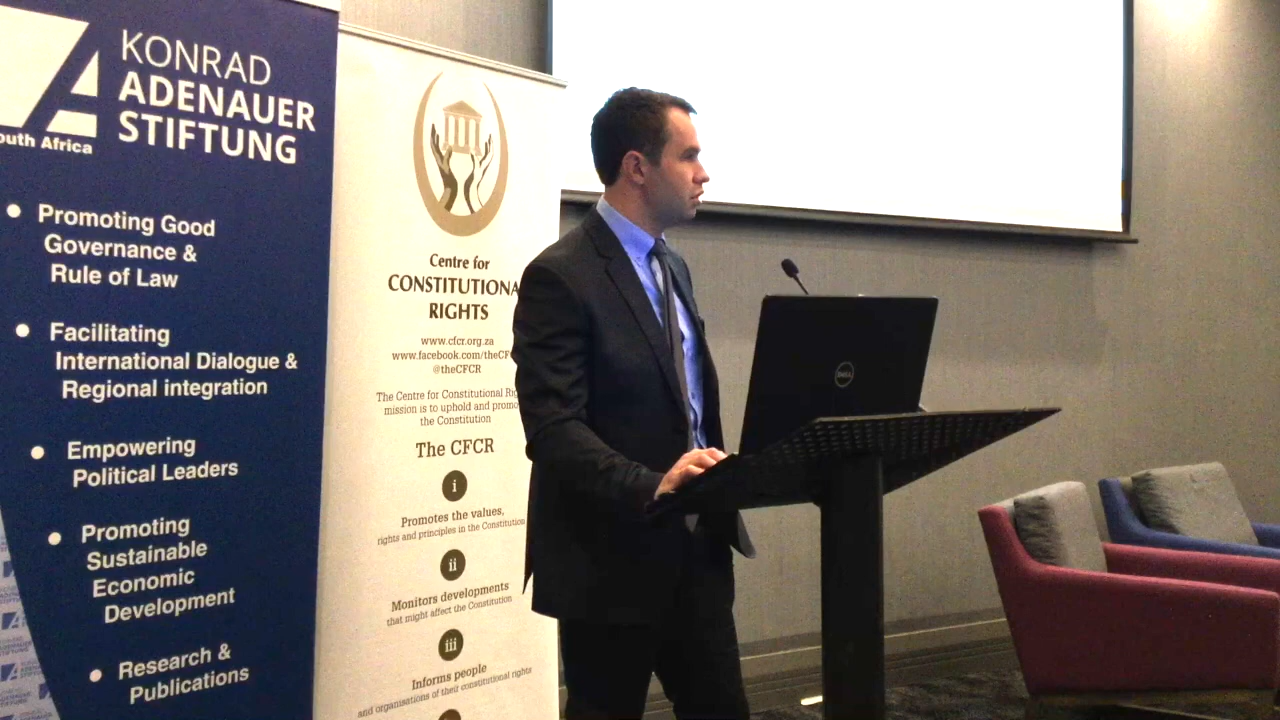 KONRAD
ADENAUER
STIFTUNG
outh Africa
Promoting Good
Governance &
Rule of Law
Facilitating
International Dialogue &
Regional integration
Empowering
Political Leaders
Promoting
Sustainable
Economic
Development
Research &
Publications
Centre for
CONSTITUTIONA
RIGHTS
www.cfcr.org.za
www.facebook.com/theCF
@theCFCR
The Centre for Constitutional Rig
mission is to uphold and promo
the Constitution
The CFCR
i
Promotes the values,
rights and principles in the Constitution
ii
Monitors developments
that might affect the Constitution
iii
Informs people
and organisations of their constitutional rights
DELL